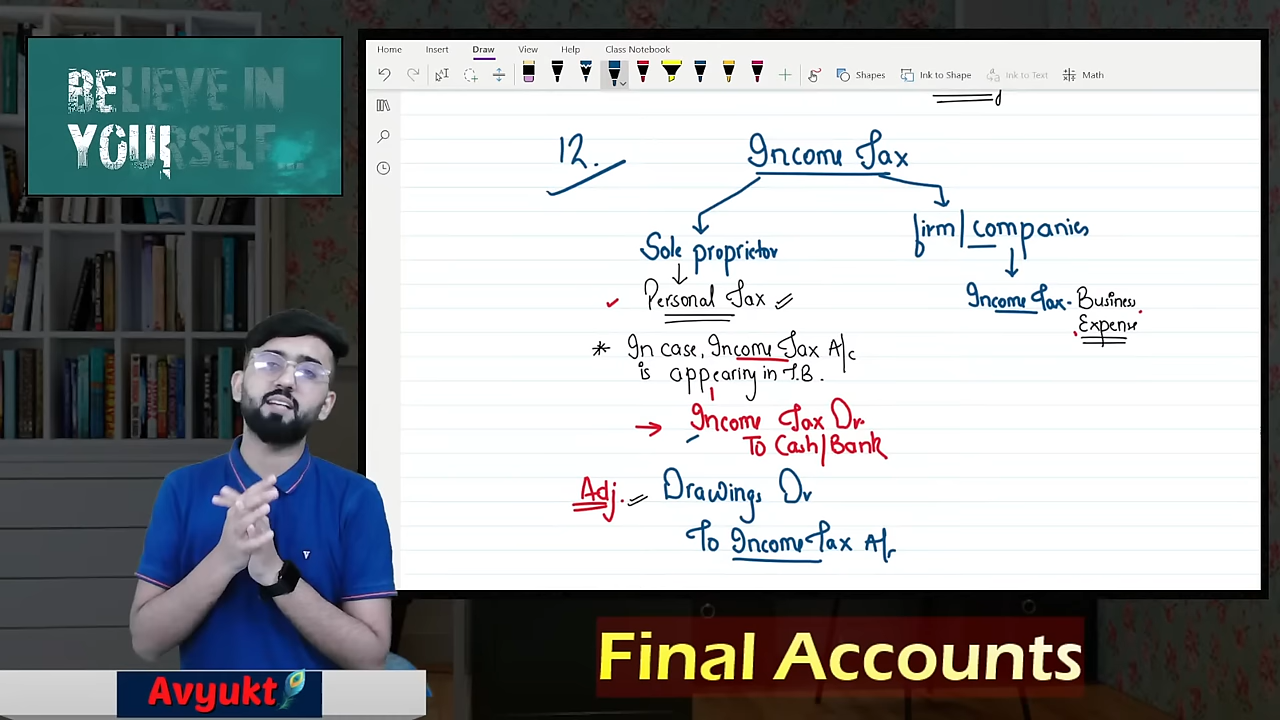 BELIEVE IN
YOURSELF...
Home Insert Draw View Help Class Notebook
Shapes Ink to Shape Ink to Text Math
12. Income Tax
Sole proprietor
Personal Tax
* In case, Income Tax A/c
is appearing in T.B.
→ Income Tax Dr.
To Cash/Bank
Adj. Drawings Dr
To Income Tax A/c
firm/companies
Income Tax - Business
Expense
Final Accounts
Avyukt